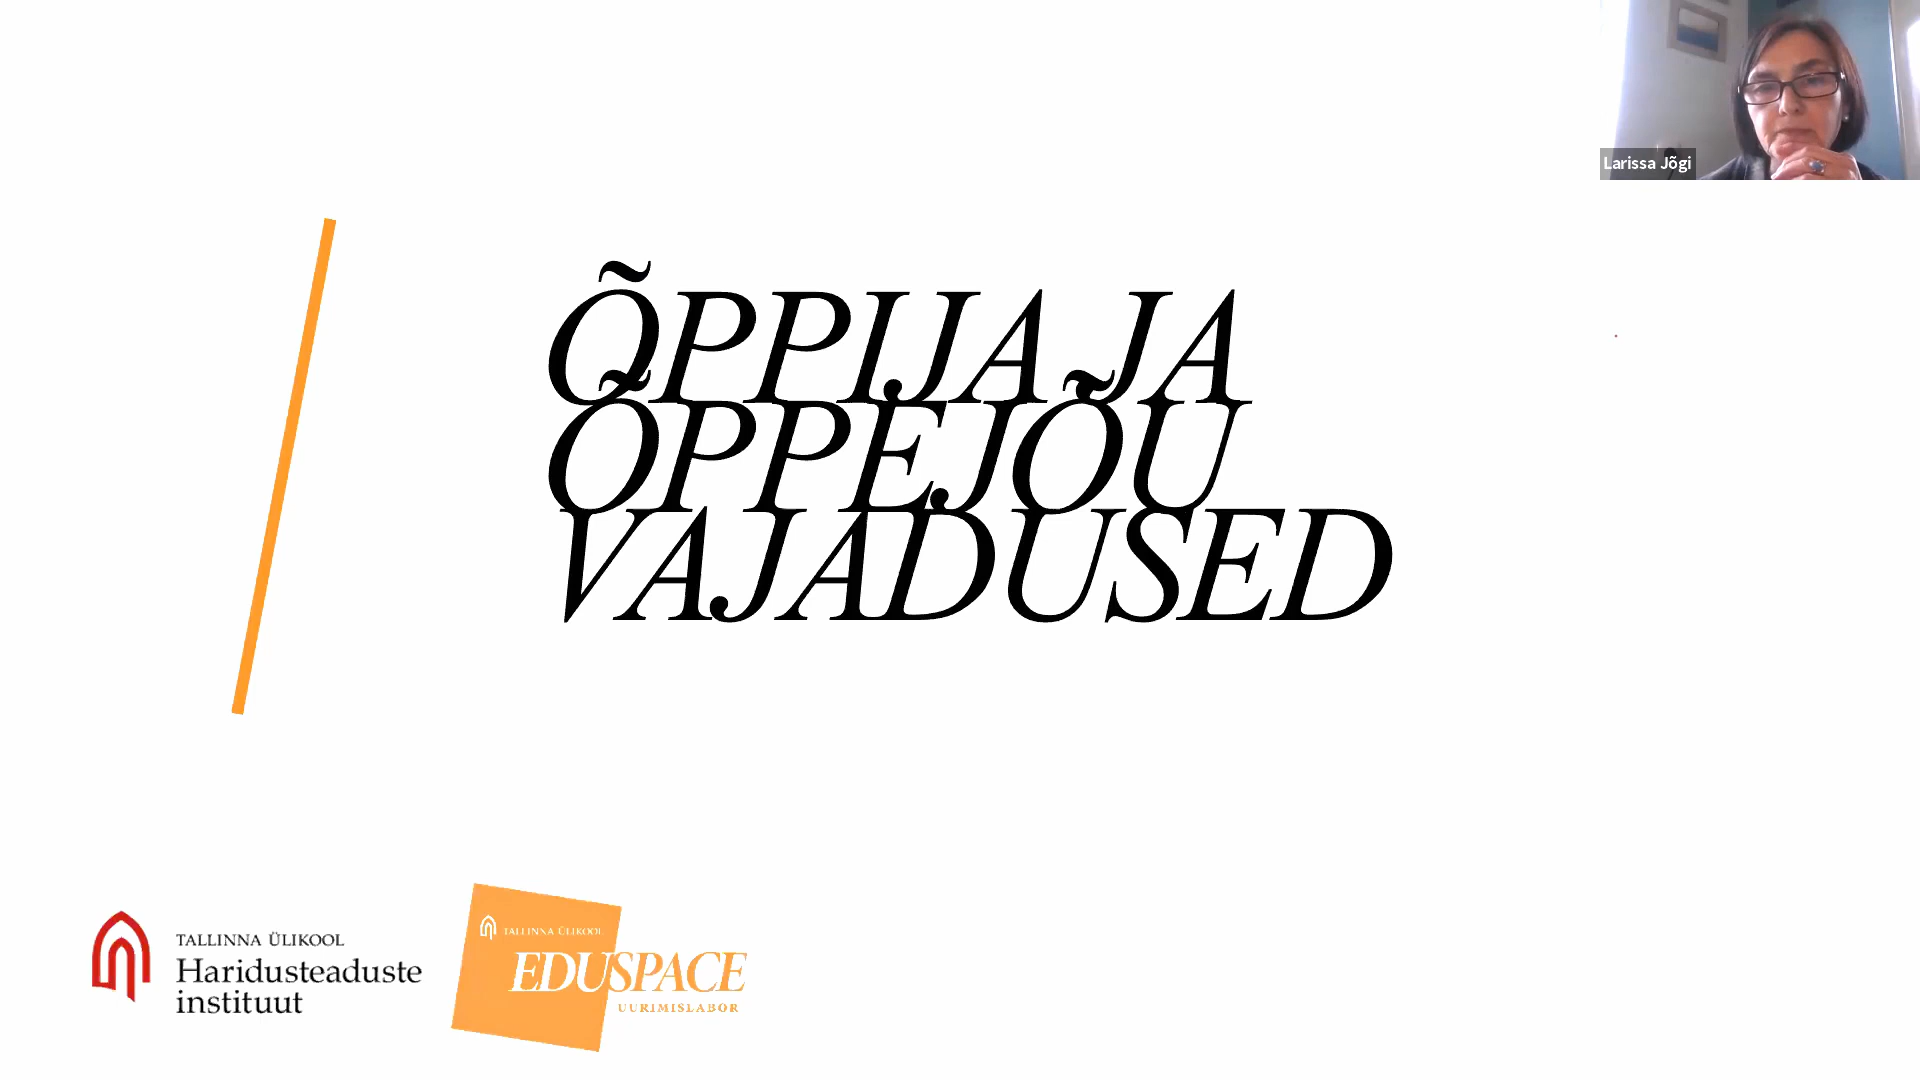 Larissa Jõgi
ÕPPIJA JA
ÕPPEJÕU
VAJADUSED
TALLINNA ÜLIKOOL
Haridusteaduste
instituut
TALLINNA ÜLIKOOL
EDUSPACE
UURIMISLABOR